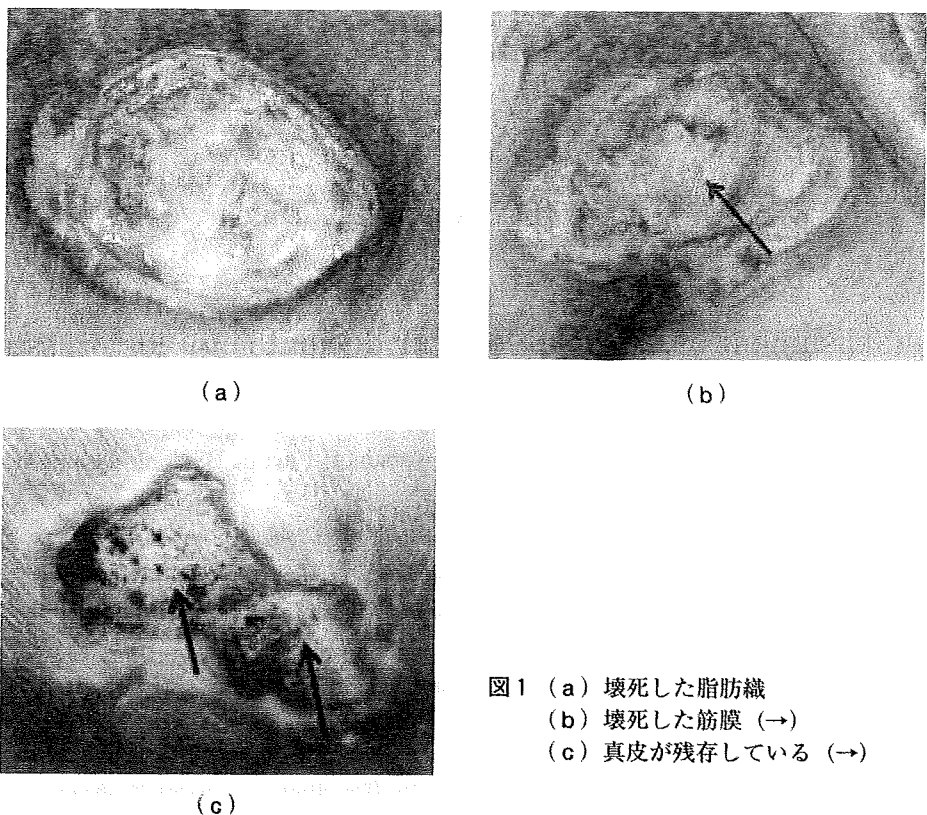 (a)
(b)
(c)
図1 (a) 壊死した脂肪織
(b) 壊死した筋膜 (→)
(c) 真皮が残存している (→)